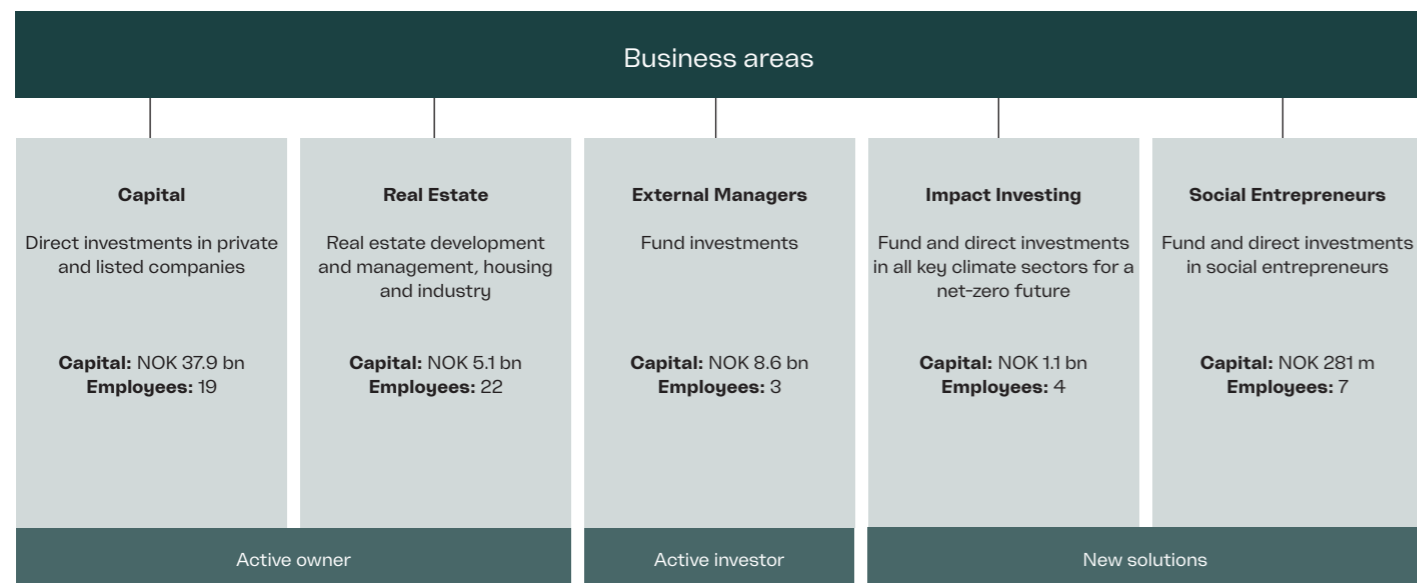 Business areas
Capital
Direct investments in private
and listed companies
Capital: NOK 37.9 bn
Employees: 19
Real Estate
Real estate development
and management, housing
and industry
Capital: NOK 5.1 bn
Employees: 22
External Managers
Fund investments
Capital: NOK 8.6 bn
Employees: 3
Impact Investing
Fund and direct investments
in all key climate sectors for a
net-zero future
Capital: NOK 1.1 bn
Employees: 4
Social Entrepreneurs
Fund and direct investments
in social entrepreneurs
Capital: NOK 281 m
Employees: 7
Active owner
Active investor
New solutions